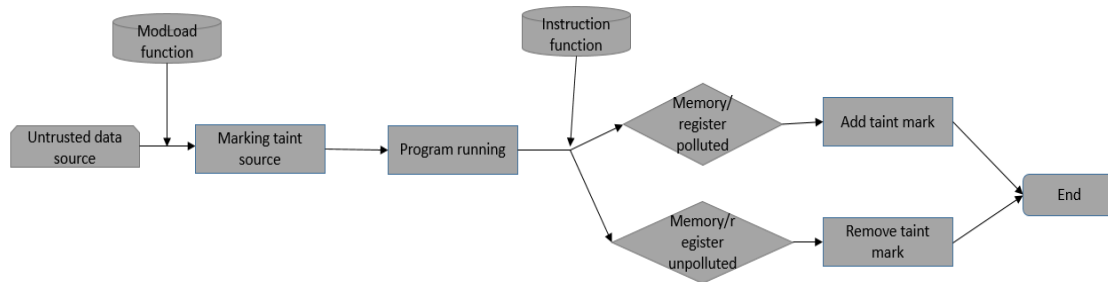 ModLoad
function
Instruction
function
Untrusted data
source
Marking taint
source
Program running
Memory/
register
polluted
Add taint mark
Memory/r
egister
unpolluted
Remove taint
mark
End